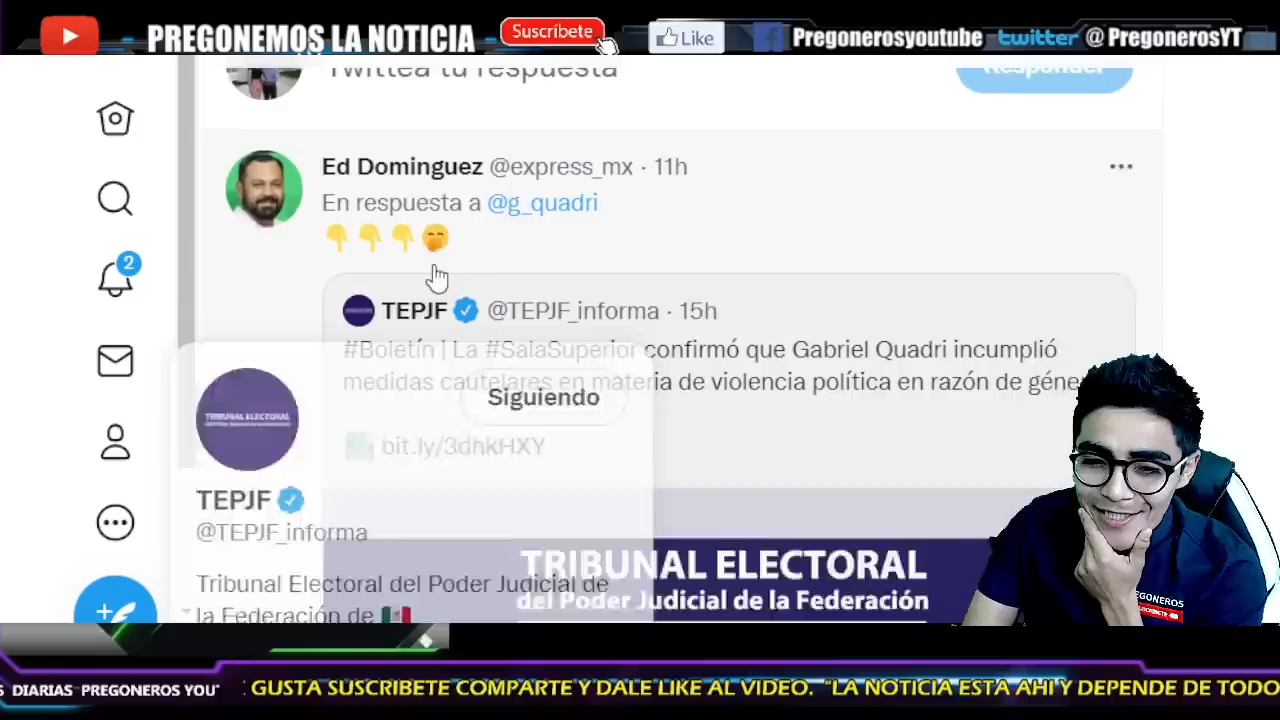 PREGONEMOS LA NOTICIA
Suscríbete
Like
Pregonerosyoutube
twitter @PregonerosYT
Twittea tu respuesta
Responder
Ed Dominguez @express_mx · 11h
En respuesta a @g_quadri
👇👇👇🤭
2
TEPJF @TEPJF_informa · 15h
#Boletín | La #SalaSuperior confirmó que Gabriel Quadri incumplió
medidas cautelares en materia de violencia política en razón de
bit.ly/3dhkHXY
Siguiendo
TRIBUNAL ELECTORAL
TEPJF
@TEPJF_informa
Tribunal Electoral del Poder Judicial de
la Federación de 🇲🇽
TRIBUNAL ELECTORAL
del Poder Judicial de la Federación
S DIARIAS PREGONEROS YOU"
GUSTA SUSCRIBETE COMPARTE Y DALE LIKE AL VIDEO. "LA NOTICIA ESTA AHI Y DEPENDE DE TODO